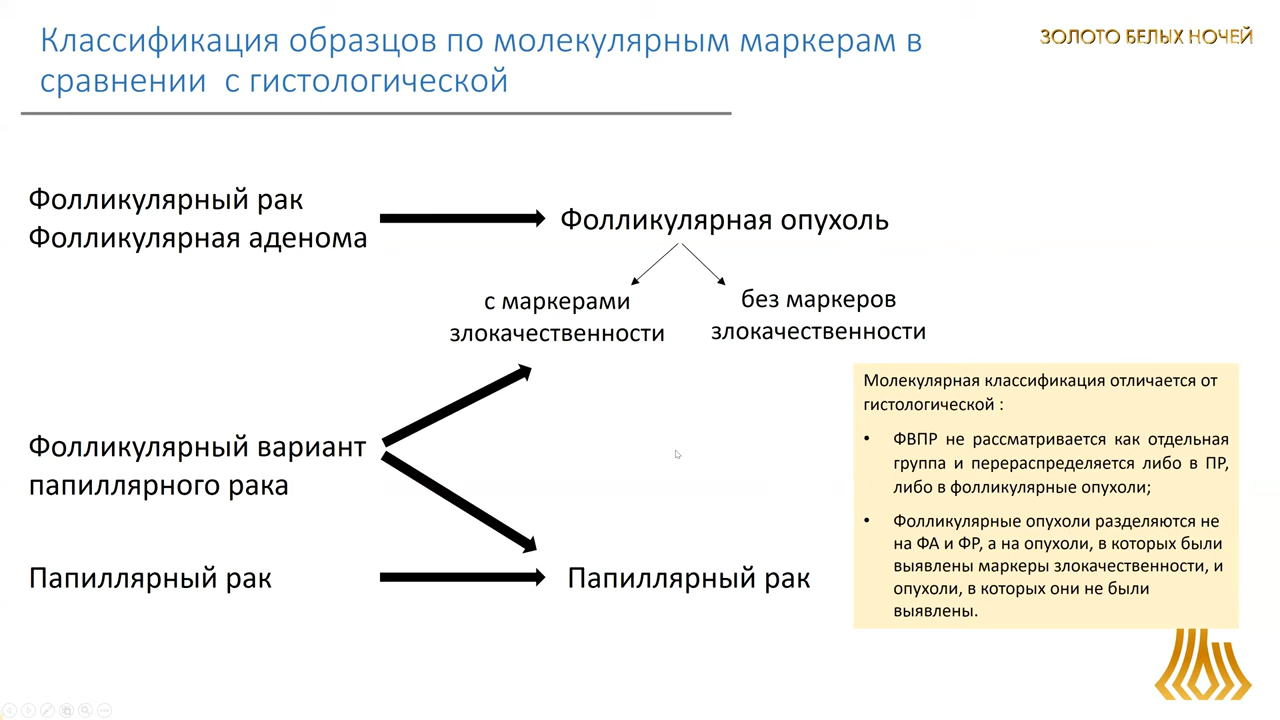 Классификация образцов по молекулярным маркерам в
сравнении с гистологической
ЗОЛОТО БЕЛЫХ НОЧЕЙ
Фолликулярный рак
Фолликулярная аденома
Фолликулярная опухоль
с маркерами
злокачественности
без маркеров
злокачественности
Фолликулярный вариант
папиллярного рака
Папиллярный рак
Папиллярный рак
Молекулярная классификация отличается от
гистологической :
• ФВПР не рассматривается как отдельная
группа и перераспределяется либо в ПР,
либо в фолликулярные опухоли;
• Фолликулярные опухоли разделяются не
на ФА и ФР, а на опухоли, в которых были
выявлены маркеры злокачественности, и
опухоли, в которых они не были
выявлены.